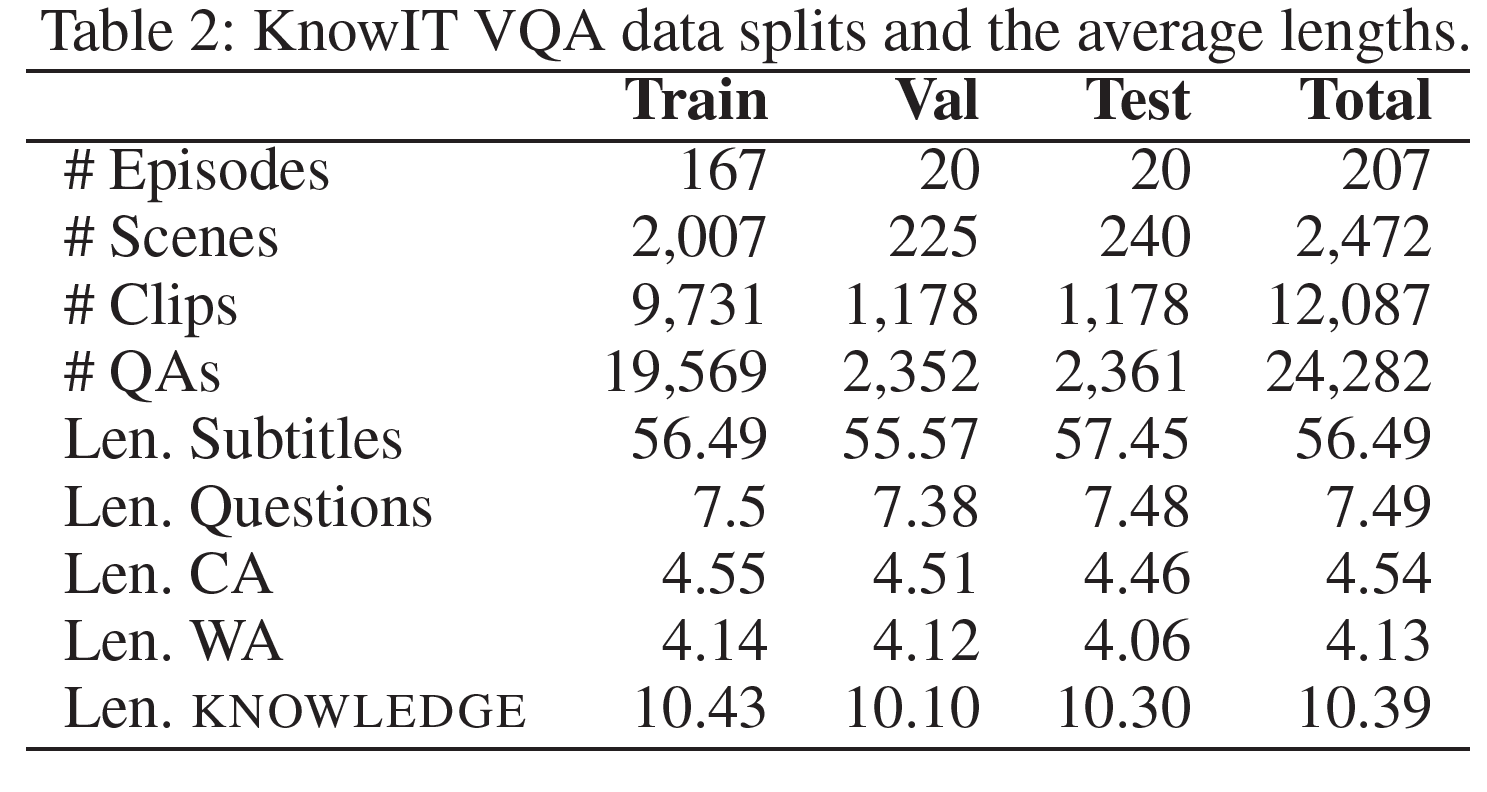 Table 2: KnowIT VQA data splits and the average lengths.
Train Val Test Total
# Episodes 167 20 20 207
# Scenes 2,007 225 240 2,472
# Clips 9,731 1,178 1,178 12,087
# QAs 19,569 2,352 2,361 24,282
Len. Subtitles 56.49 55.57 57.45 56.49
Len. Questions 7.5 7.38 7.48 7.49
Len. CA 4.55 4.51 4.46 4.54
Len. WA 4.14 4.12 4.06 4.13
Len. KNOWLEDGE 10.43 10.10 10.30 10.39